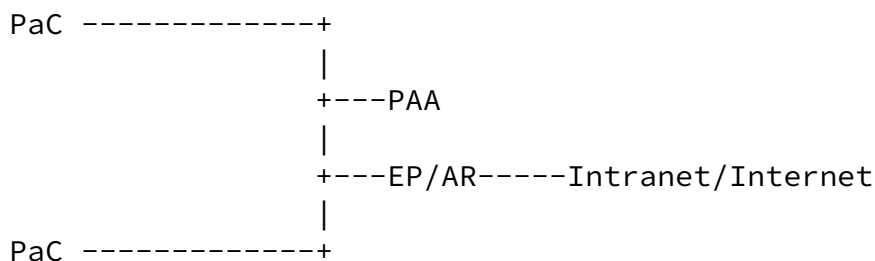 PaC -------------+
|
+---PAA
|
+---EP/AR-----Intranet/Internet
|
PaC -------------+